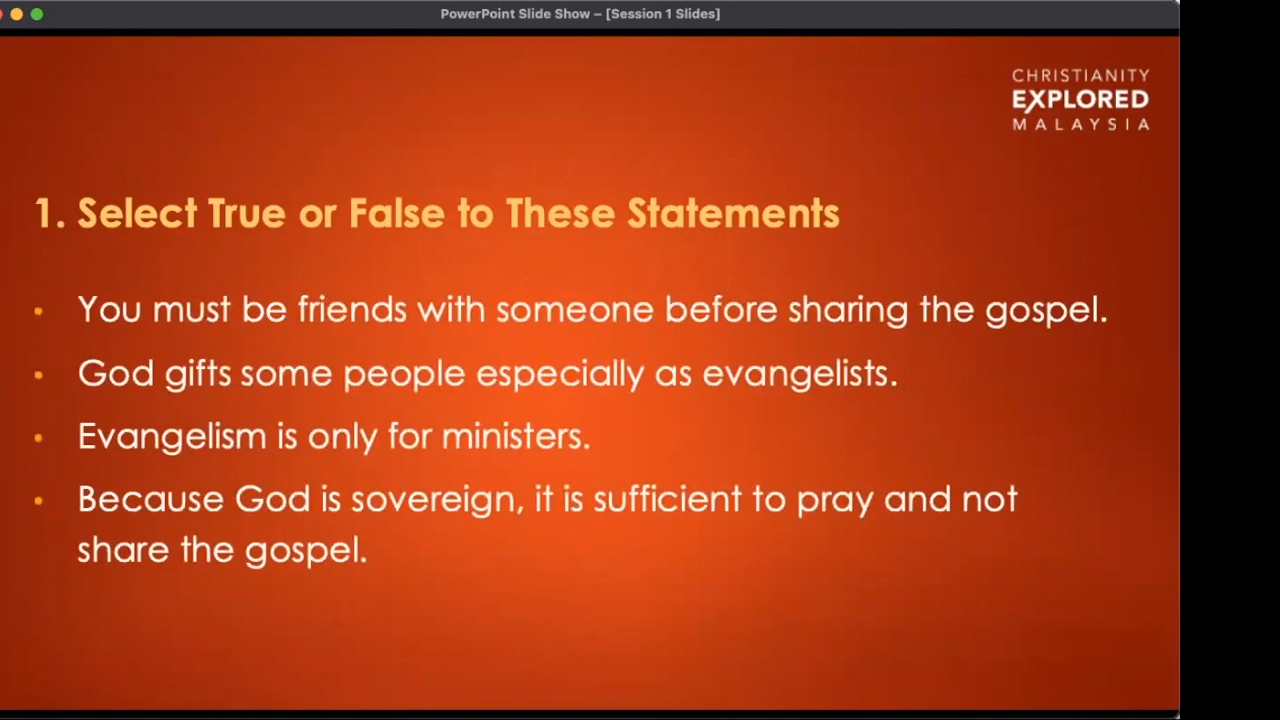 PowerPoint Slide Show – [Session 1 Slides]
CHRISTIANITY
EXPLORED
MALAYSIA
1. Select True or False to These Statements
• You must be friends with someone before sharing the gospel.
• God gifts some people especially as evangelists.
• Evangelism is only for ministers.
• Because God is sovereign, it is sufficient to pray and not
share the gospel.